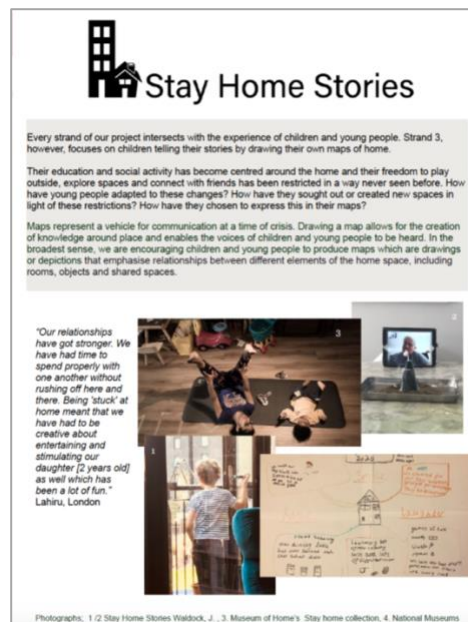 Stay Home Stories
Every strand of our project intersects with the experience of children and young people. Strand 3,
however, focuses on children telling their stories by drawing their own maps of home.
Their education and social activity has become centred around the home and their freedom to play
outside, explore spaces and connect with friends has been restricted in a way never seen before. How
have young people adapted to these changes? How have they sought out or created new spaces in
light of these restrictions? How have they chosen to express this in their maps?
Maps represent a vehicle for communication at a time of crisis. Drawing a map allows for the creation
of knowledge around place and enables the voices of children and young people to be heard. In the
broadest sense, we are encouraging children and young people to produce maps which are drawings
or depictions that emphasise relationships between different elements of the home space, including
rooms, objects and shared spaces.
"Our relationships
have got stronger. We
have had time to
spend properly with
one another without
rushing off here and
there. Being 'stuck' at
home meant that we
have had to be
creative about
entertaining and
stimulating our
daughter [2 years old]
as well which has
been a lot of fun."
Lahiru, London
3
2
1
2020
Photographs; 1 /2 Stay Home Stories Waldock, J. , 3. Museum of Home's Stay home collection, 4. National Museums